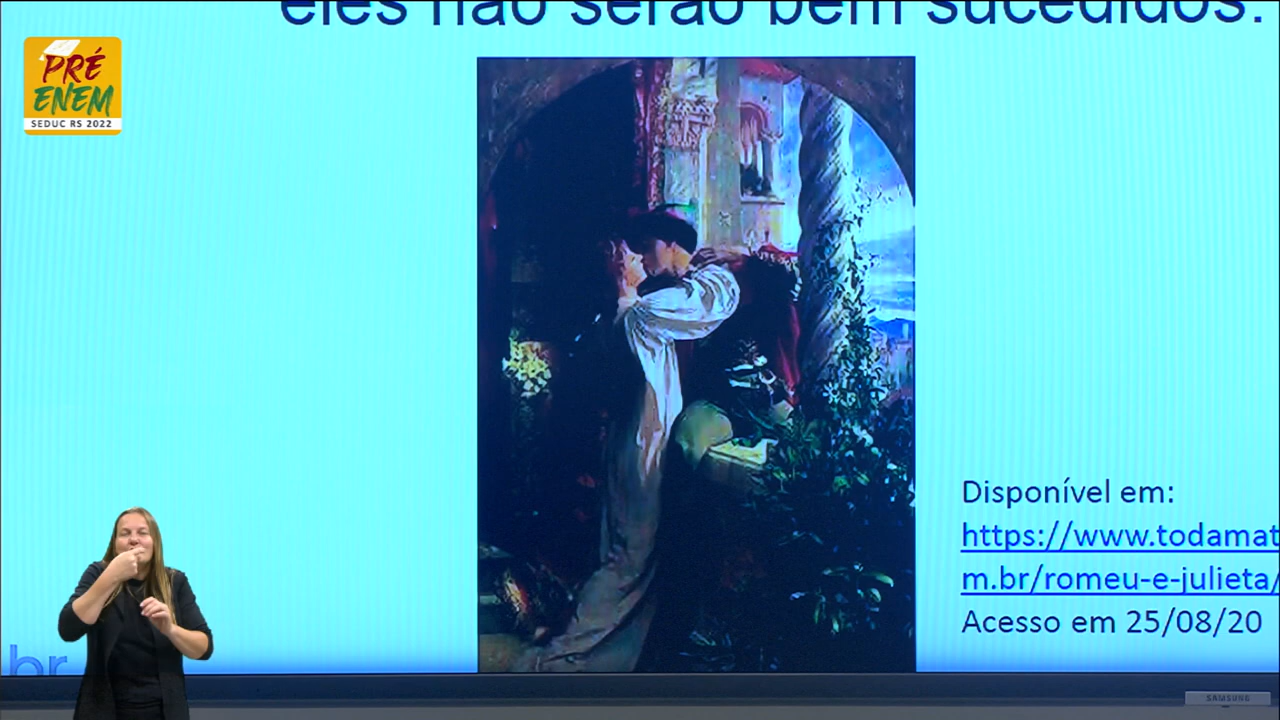 eles não serão bem sucedidos.
PRÉ
ENEM
SEDUC RS 2022
Disponível em:
https://www.todamat
m.br/romeu-e-julieta/
Acesso em 25/08/20
br
SAMSUNG